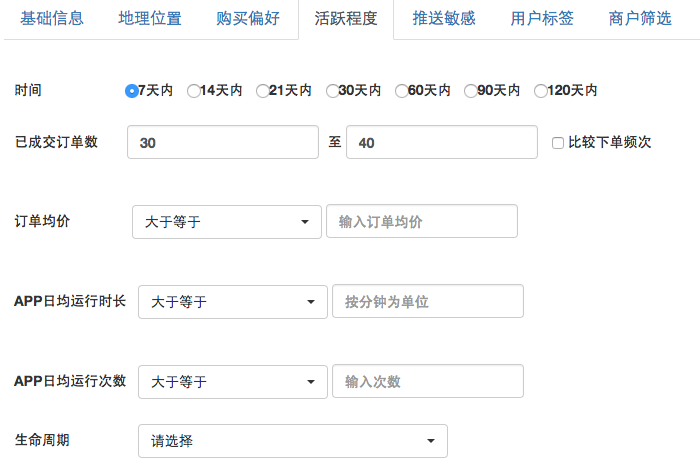 基础信息 地理位置 购买偏好 活跃程度 推送敏感 用户标签 商户筛选
时间 7天内 14天内 21天内 30天内 60天内 90天内 120天内
已成交订单数 30 至 40 比较下单频次
订单均价 大于等于 输入订单均价
APP日均运行时长 大于等于 按分钟为单位
APP日均运行次数 大于等于 输入次数
生命周期 请选择